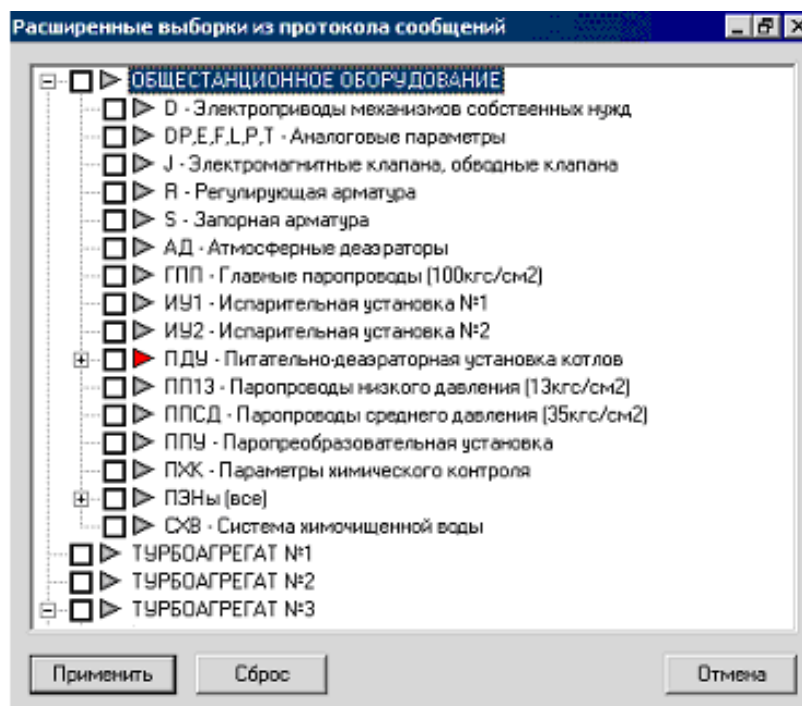 Расширенные выборки из протокола сообщений
ОБЩЕСТАНЦИОННОЕ ОБОРУДОВАНИЕ
D - Электроприводы механизмов собственных нужд
DP,E,F,L,P,T - Аналоговые параметры
J - Электромагнитные клапана, обводные клапана
R - Регулирующая арматура
S - Запорная арматура
АД - Атмосферные деаэраторы
ГПП - Главные паропроводы (100кгс/см2)
ИУ1 - Испарительная установка №1
ИУ2 - Испарительная установка №2
ПДУ - Питательно-деаэраторная установка котлов
ПП13 - Паропроводы низкого давления (13кгс/см2)
ППСД - Паропроводы среднего давления (35кгс/см2)
ППУ - Паропреобразовательная установка
ПХК - Параметры химического контроля
ПЭНы (все)
СХВ - Система химочищенной воды
ТУРБОАГРЕГАТ №1
ТУРБОАГРЕГАТ №2
ТУРБОАГРЕГАТ №3
Применить Сброс Отмена